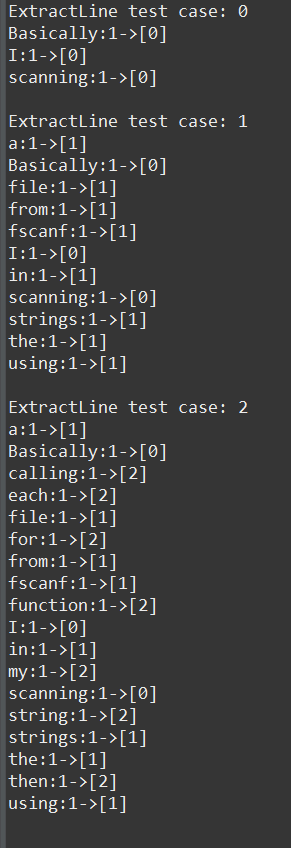 ExtractLine test case: 0
Basically:1->[0]
I:1->[0]
scanning:1->[0]

ExtractLine test case: 1
a:1->[1]
Basically:1->[0]
file:1->[1]
from:1->[1]
fscanf:1->[1]
I:1->[0]
in:1->[1]
scanning:1->[0]
strings:1->[1]
the:1->[1]
using:1->[1]

ExtractLine test case: 2
a:1->[1]
Basically:1->[0]
calling:1->[2]
each:1->[2]
file:1->[1]
for:1->[2]
from:1->[1]
fscanf:1->[1]
function:1->[2]
I:1->[0]
in:1->[1]
my:1->[2]
scanning:1->[0]
string:1->[2]
strings:1->[1]
the:1->[1]
then:1->[2]
using:1->[1]